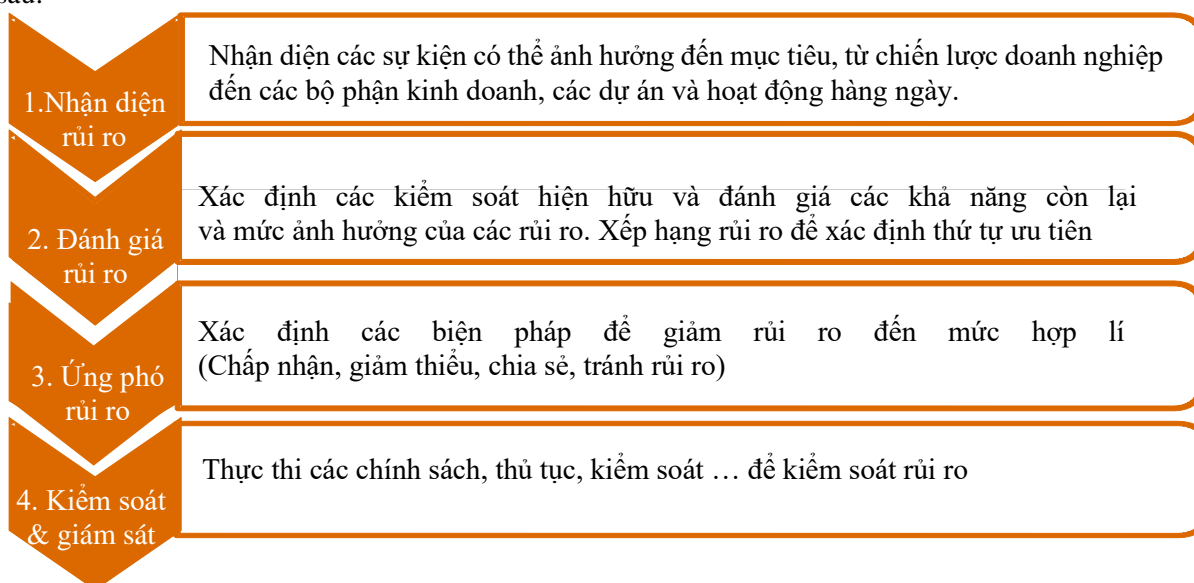 1.Nhận diện
rủi ro
Nhận diện các sự kiện có thể ảnh hưởng đến mục tiêu, từ chiến lược doanh nghiệp
đến các bộ phận kinh doanh, các dự án và hoạt động hàng ngày.
2. Đánh giá
rủi ro
Xác định các kiểm soát hiện hữu và đánh giá các khả năng còn lại
và mức ảnh hưởng của các rủi ro. Xếp hạng rủi ro để xác định thứ tự ưu tiên
3. Ứng phó
rủi ro
Xác định các biện pháp để giảm rủi ro đến mức hợp lí
(Chấp nhận, giảm thiểu, chia sẻ, tránh rủi ro)
4. Kiểm soát
& giám sát
Thực thi các chính sách, thủ tục, kiểm soát … để kiểm soát rủi ro